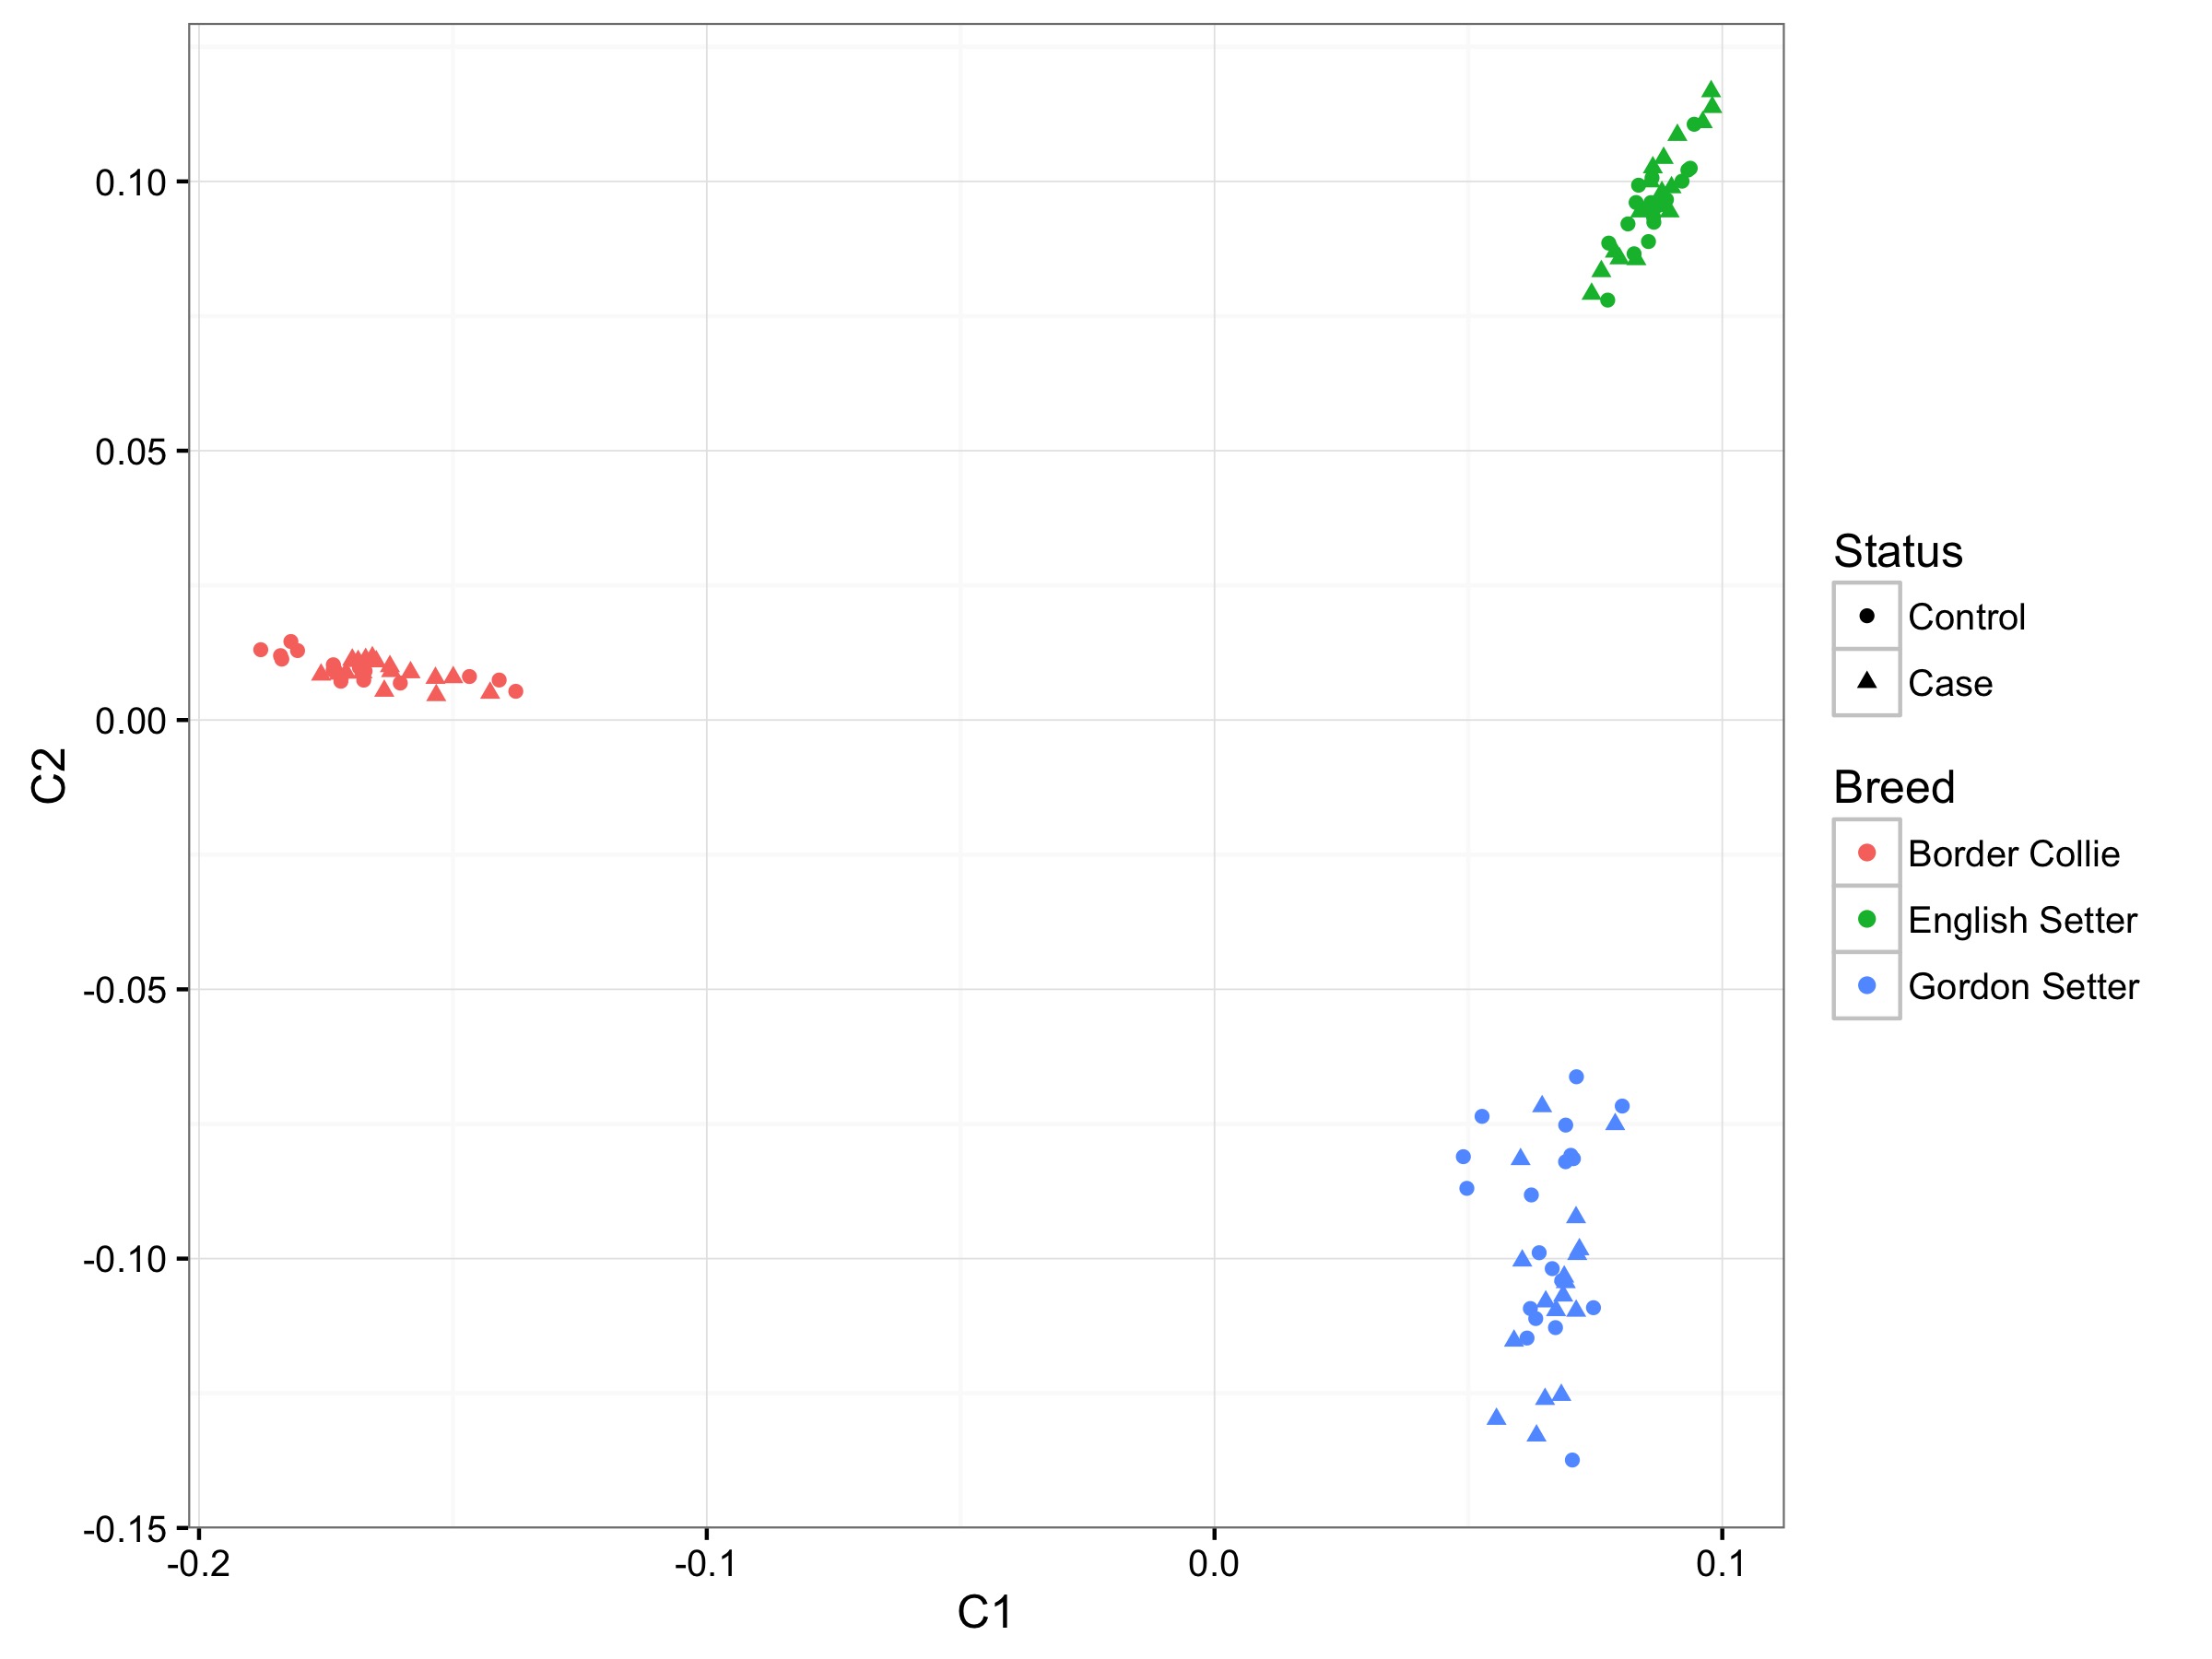 0.10
0.05
0.00
-0.05
-0.10
-0.15
C2
-0.2
-0.1
0.0
0.1
C1
Status
Control
Case
Breed
Border Collie
English Setter
Gordon Setter